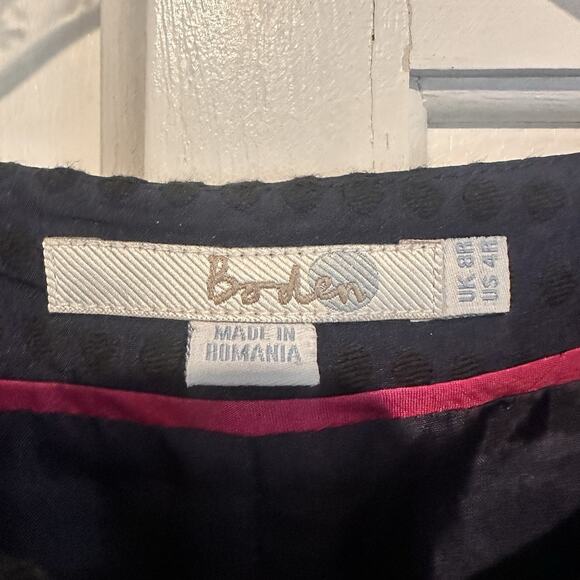 Boden
UK 8R
US 4R
MADE IN
ROMANIA